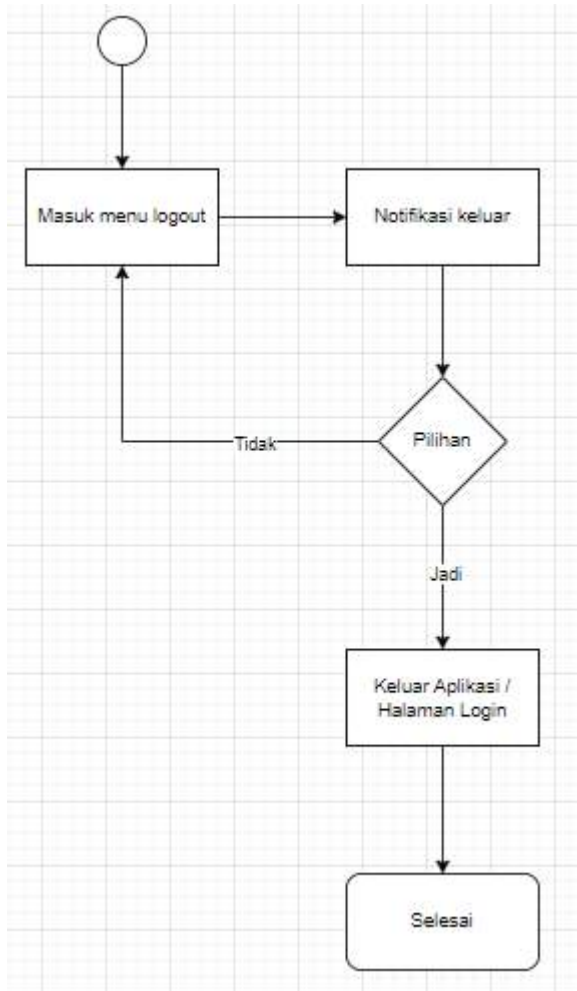 Masuk menu logout
Notifikasi keluar
Pilihan
Tidak
Jadi
Keluar Aplikasi /
Halaman Login
Selesai